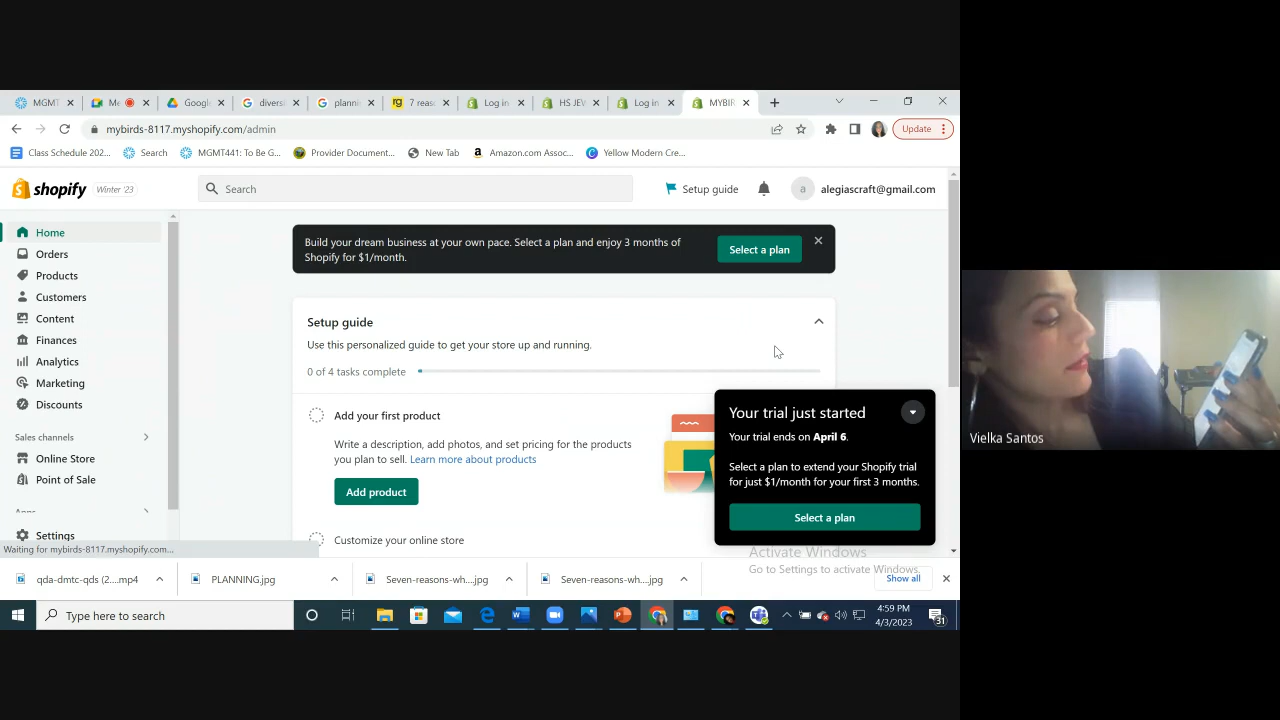 MGMT
Me
Google
diversi
planni
7 reas
Log in
HS JEW
Log in
MYBIR
mybirds-8117.myshopify.com/admin
Update
Class Schedule 202...
Search
MGMT441: To Be G...
Provider Document...
New Tab
Amazon.com Assoc...
Yellow Modern Cre...
shopify
Winter '23
Search
Setup guide
a
alegiascraft@gmail.com
Home
Orders
Products
Customers
Content
Finances
Analytics
Marketing
Discounts
Sales channels
Online Store
Point of Sale
Apps
Settings
Waiting for mybirds-8117.myshopify.com...
Build your dream business at your own pace. Select a plan and enjoy 3 months of
Shopify for $1/month.
Select a plan
Setup guide
Use this personalized guide to get your store up and running.
0 of 4 tasks complete
Add your first product
Write a description, add photos, and set pricing for the products
you plan to sell. Learn more about products
Add product
Customize your online store
Your trial just started
Your trial ends on April 6.
Select a plan to extend your Shopify trial
for just $1/month for your first 3 months.
Select a plan
Activate Windows
Go to Settings to activate Windows.
qda-dmtc-qds (2....mp4
PLANNING.jpg
Seven-reasons-wh....jpg
Seven-reasons-wh....jpg
Show all
Type here to search
4:59 PM
4/3/2023
31
Vielka Santos